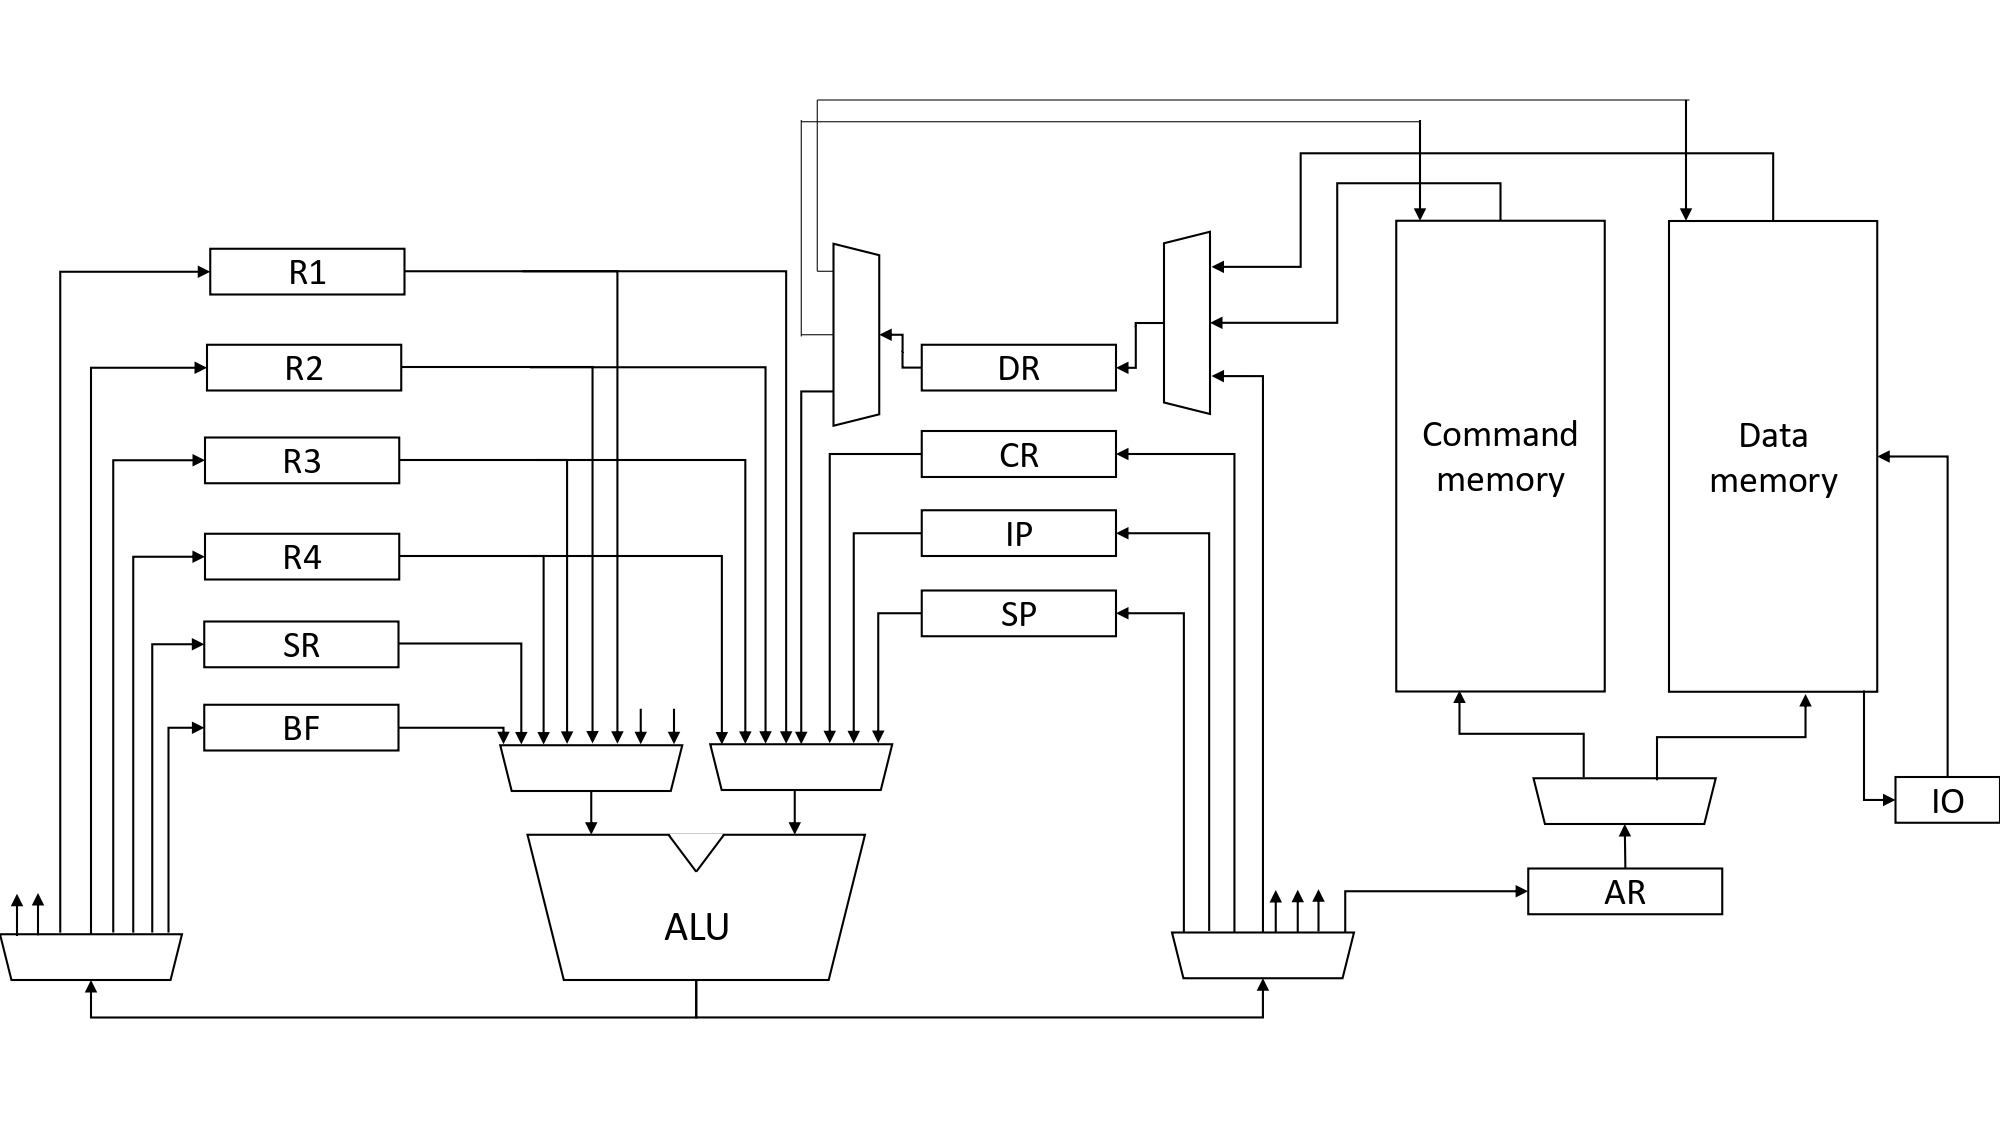 R1
R2
R3
R4
SR
BF
DR
CR
IP
SP
Command
memory
Data
memory
IO
AR
ALU